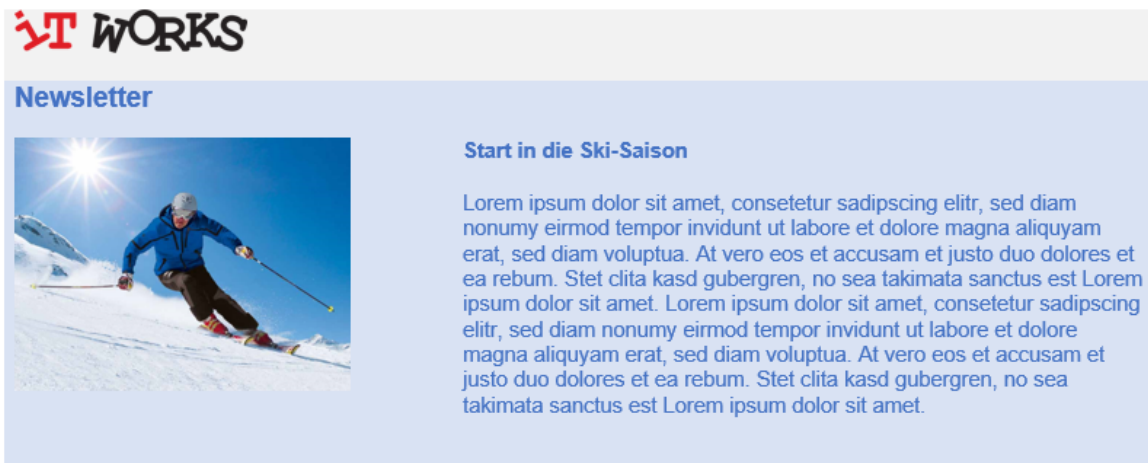 iT WORKS
Newsletter
Start in die Ski-Saison
Lorem ipsum dolor sit amet, consetetur sadipscing elitr, sed diam
nonumy eirmod tempor invidunt ut labore et dolore magna aliquyam
erat, sed diam voluptua. At vero eos et accusam et justo duo dolores et
ea rebum. Stet clita kasd gubergren, no sea takimata sanctus est Lorem
ipsum dolor sit amet. Lorem ipsum dolor sit amet, consetetur sadipscing
elitr, sed diam nonumy eirmod tempor invidunt ut labore et dolore
magna aliquyam erat, sed diam voluptua. At vero eos et accusam et
justo duo dolores et ea rebum. Stet clita kasd gubergren, no sea
takimata sanctus est Lorem ipsum dolor sit amet.